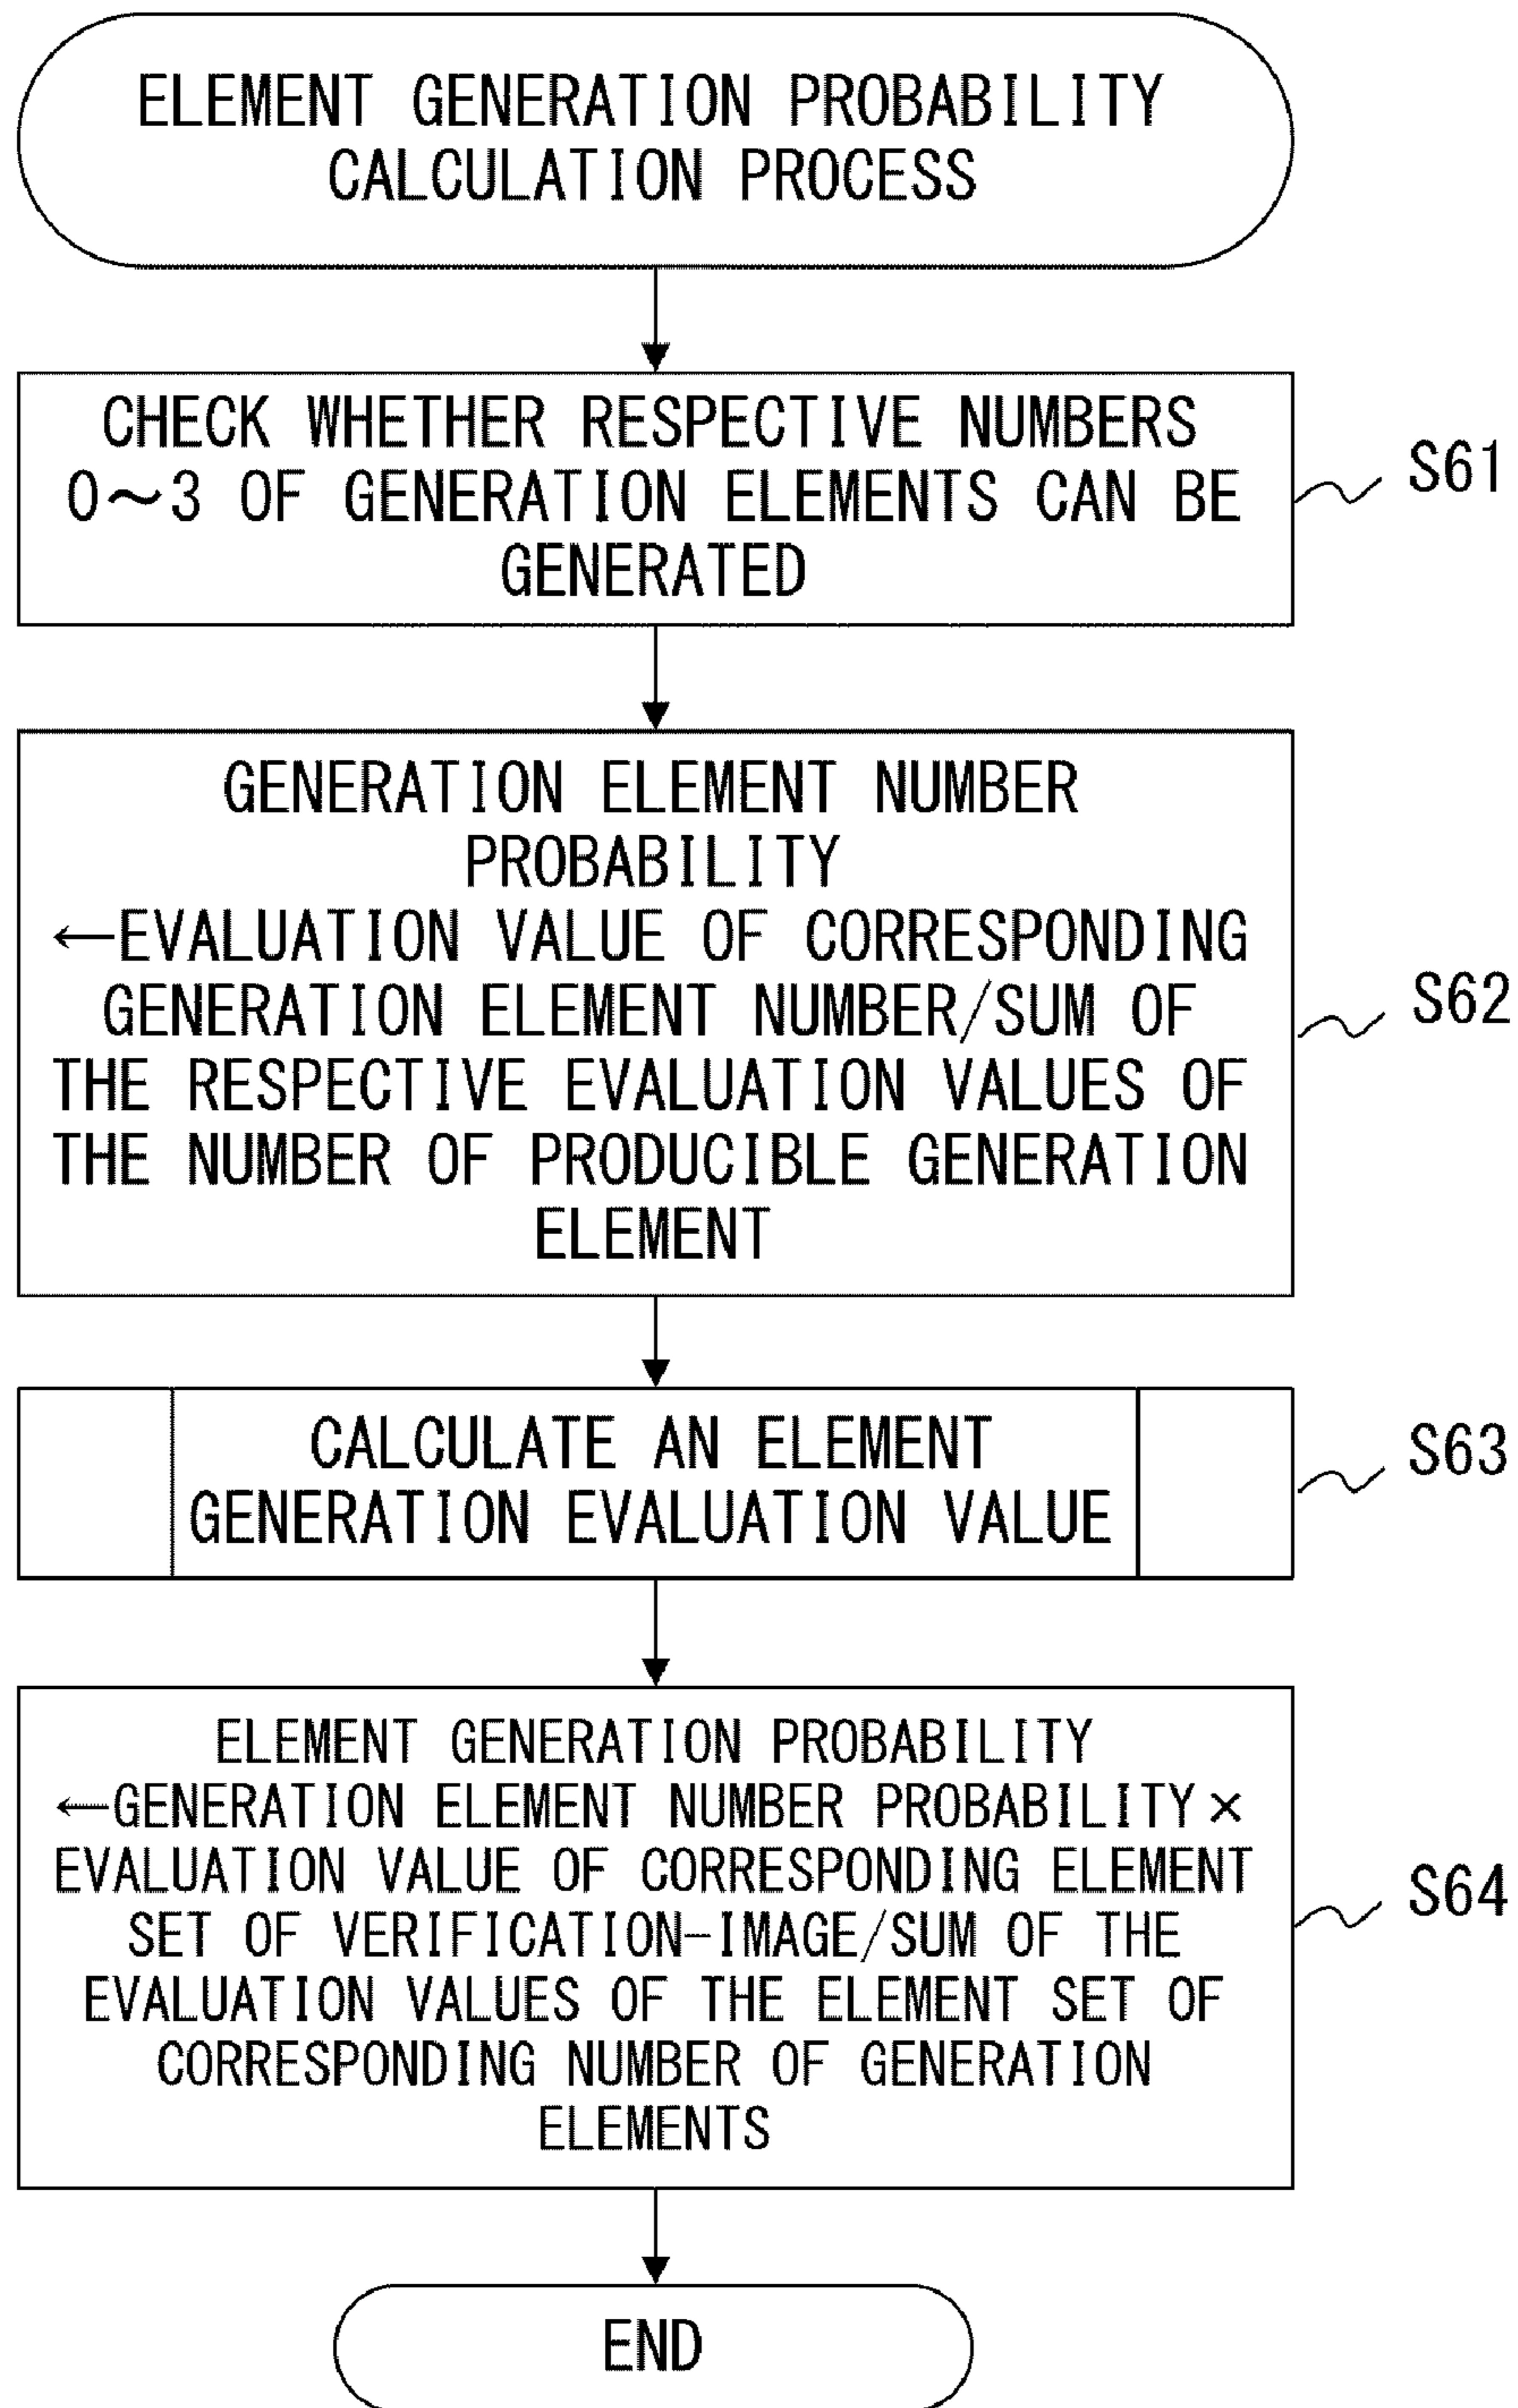 ELEMENT GENERATION PROBABILITY
CALCULATION PROCESS
CHECK WHETHER RESPECTIVE NUMBERS
0～3 OF GENERATION ELEMENTS CAN BE
GENERATED
S61
GENERATION ELEMENT NUMBER
PROBABILITY
←EVALUATION VALUE OF CORRESPONDING
GENERATION ELEMENT NUMBER/SUM OF
THE RESPECTIVE EVALUATION VALUES OF
THE NUMBER OF PRODUCIBLE GENERATION
ELEMENT
S62
CALCULATE AN ELEMENT
GENERATION EVALUATION VALUE
S63
ELEMENT GENERATION PROBABILITY
←GENERATION ELEMENT NUMBER PROBABILITY×
EVALUATION VALUE OF CORRESPONDING ELEMENT
SET OF VERIFICATION-IMAGE/SUM OF THE
EVALUATION VALUES OF THE ELEMENT SET OF
CORRESPONDING NUMBER OF GENERATION
ELEMENTS
S64
END